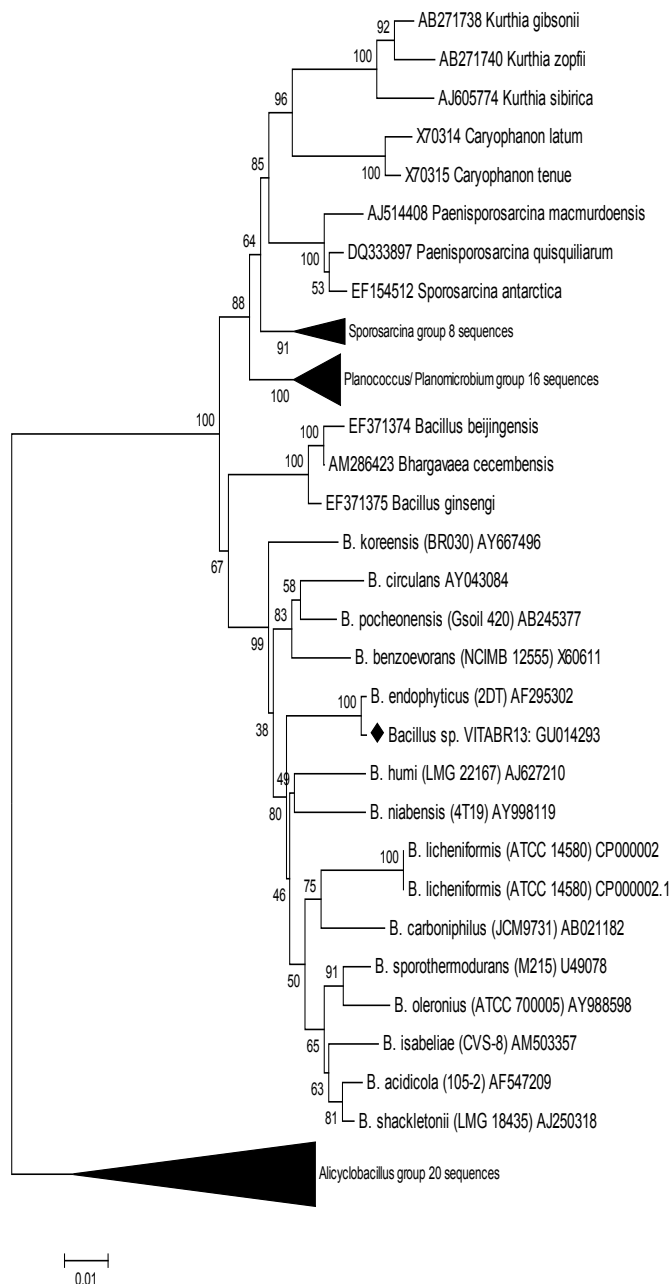 AB271738 Kurthia gibsonii
92
100
AB271740 Kurthia zopfii
96
AJ605774 Kurthia sibirica
X70314 Caryophanon latum
85
100
X70315 Caryophanon tenue
AJ514408 Paenisporosarcina macmurdoensis
64
100
DQ333897 Paenisporosarcina quisquiliarum
53
EF154512 Sporosarcina antarctica
88
Sporosarcina group 8 sequences
91
Planococcus/ Planomicrobium group 16 sequences
100
100
EF371374 Bacillus beijingensis
100
100
AM286423 Bhargavaea cecembensis
EF371375 Bacillus ginsengi
B. koreensis (BR030) AY667496
67
B. circulans AY043084
58
83
B. pocheonensis (Gsoil 420) AB245377
99
B. benzoevorans (NCIMB 12555) X60611
B. endophyticus (2DT) AF295302
100
38
Bacillus sp. VITABR13: GU014293
B. humi (LMG 22167) AJ627210
49
80
B. niabensis (4T19) AY998119
B. licheniformis (ATCC 14580) CP000002
100
75
46
B. licheniformis (ATCC 14580) CP000002.1
B. carboniphilus (JCM9731) AB021182
B. sporothermodurans (M215) U49078
91
50
B. oleronius (ATCC 700005) AY988598
65
B. isabeliae (CVS-8) AM503357
63
B. acidicola (105-2) AF547209
81
B. shackletonii (LMG 18435) AJ250318
Alicyclobacillus group 20 sequences
0.01